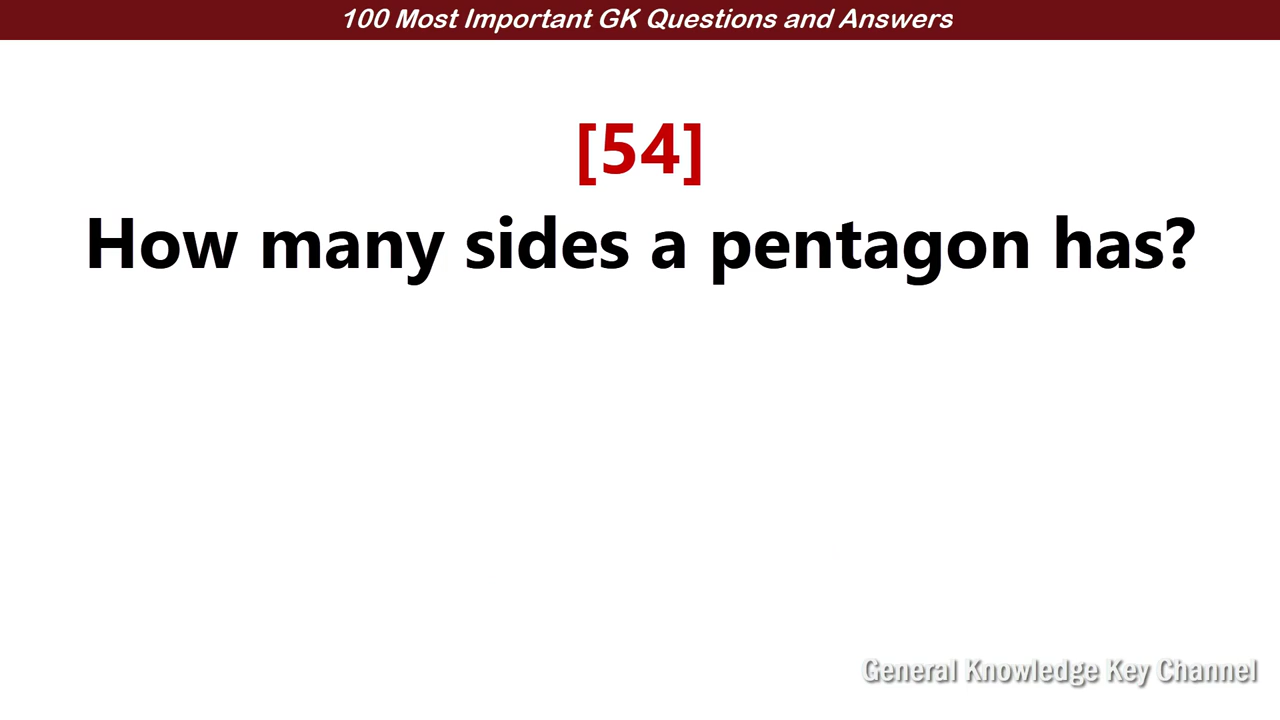 100 Most Important GK Questions and Answers
[54]
How many sides a pentagon has?
General Knowledge Key Channel